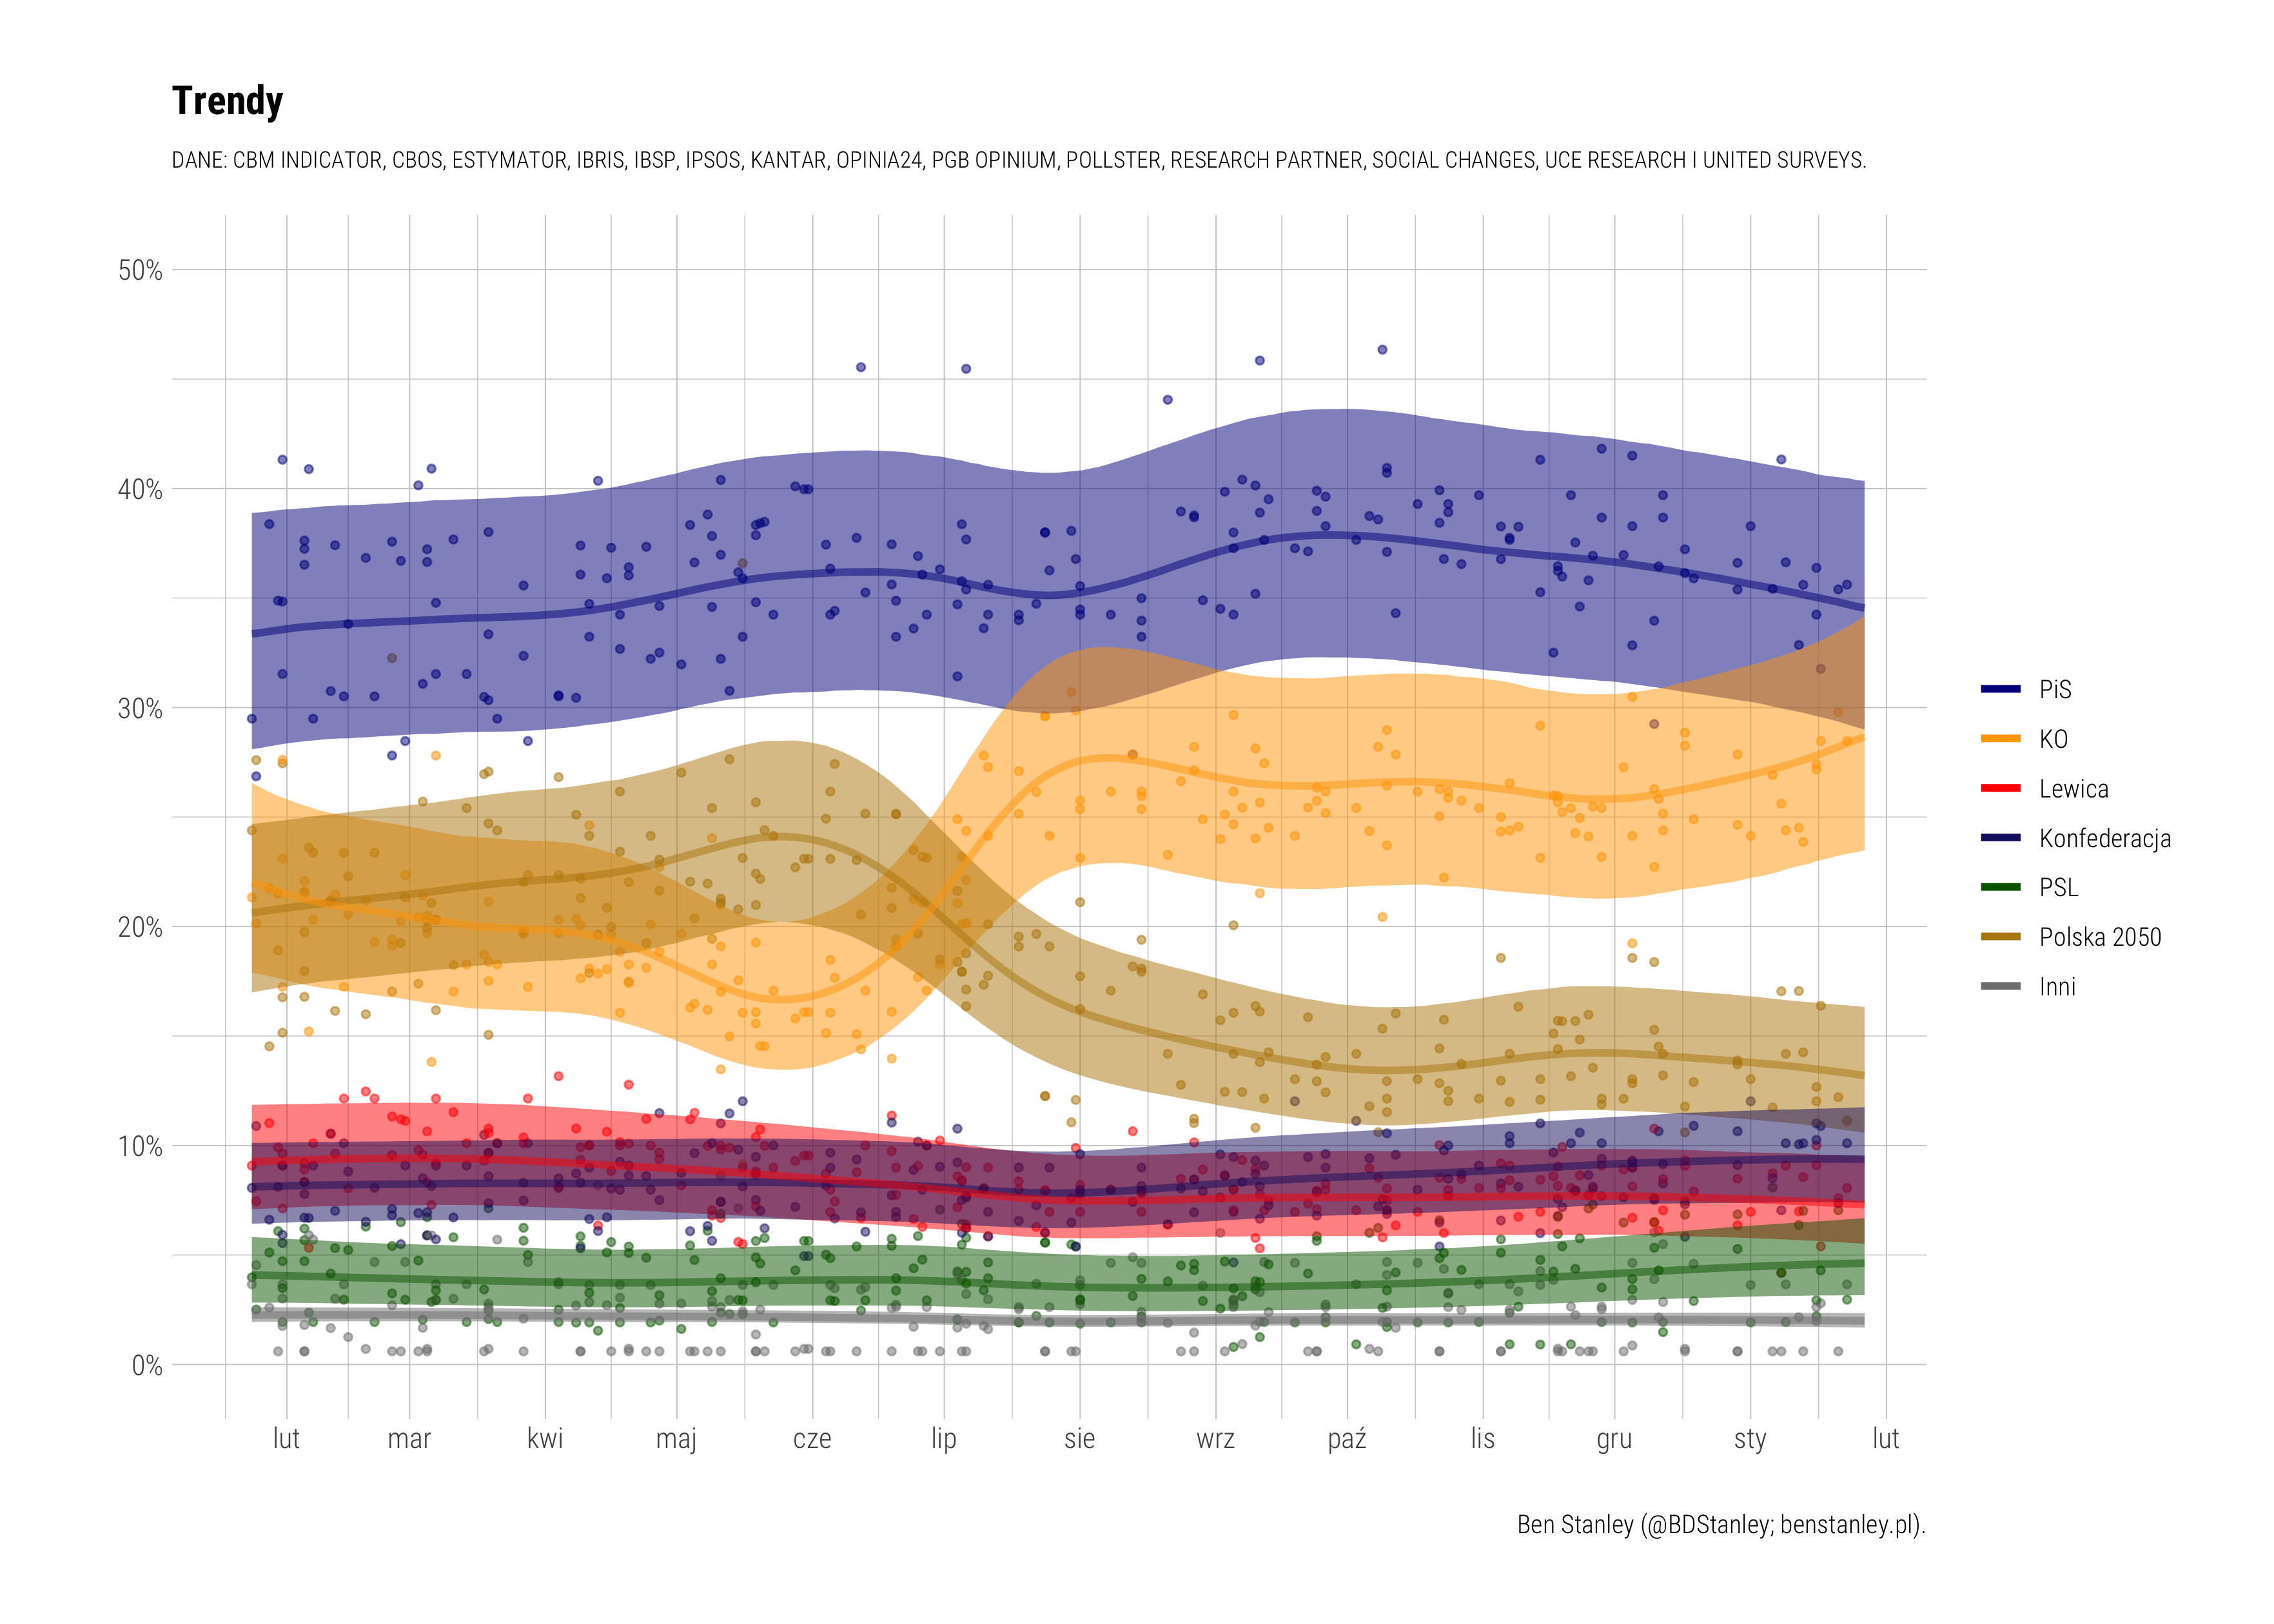 Trendy
DANE: CBM INDICATOR, CBOS, ESTYMATOR, IBRIS, IBSP, IPSOS, KANTAR, OPINIA24, PGB OPINIUM, POLLSTER, RESEARCH PARTNER, SOCIAL CHANGES, UCE RESEARCH I UNITED SURVEYS.
50%
40%
30%
20%
10%
0%
lut mar kwi maj cze lip sie wrz paź lis gru sty lut
PiS
KO
Lewica
Konfederacja
PSL
Polska 2050
Inni
Ben Stanley (@BDStanley; benstanley.pl).